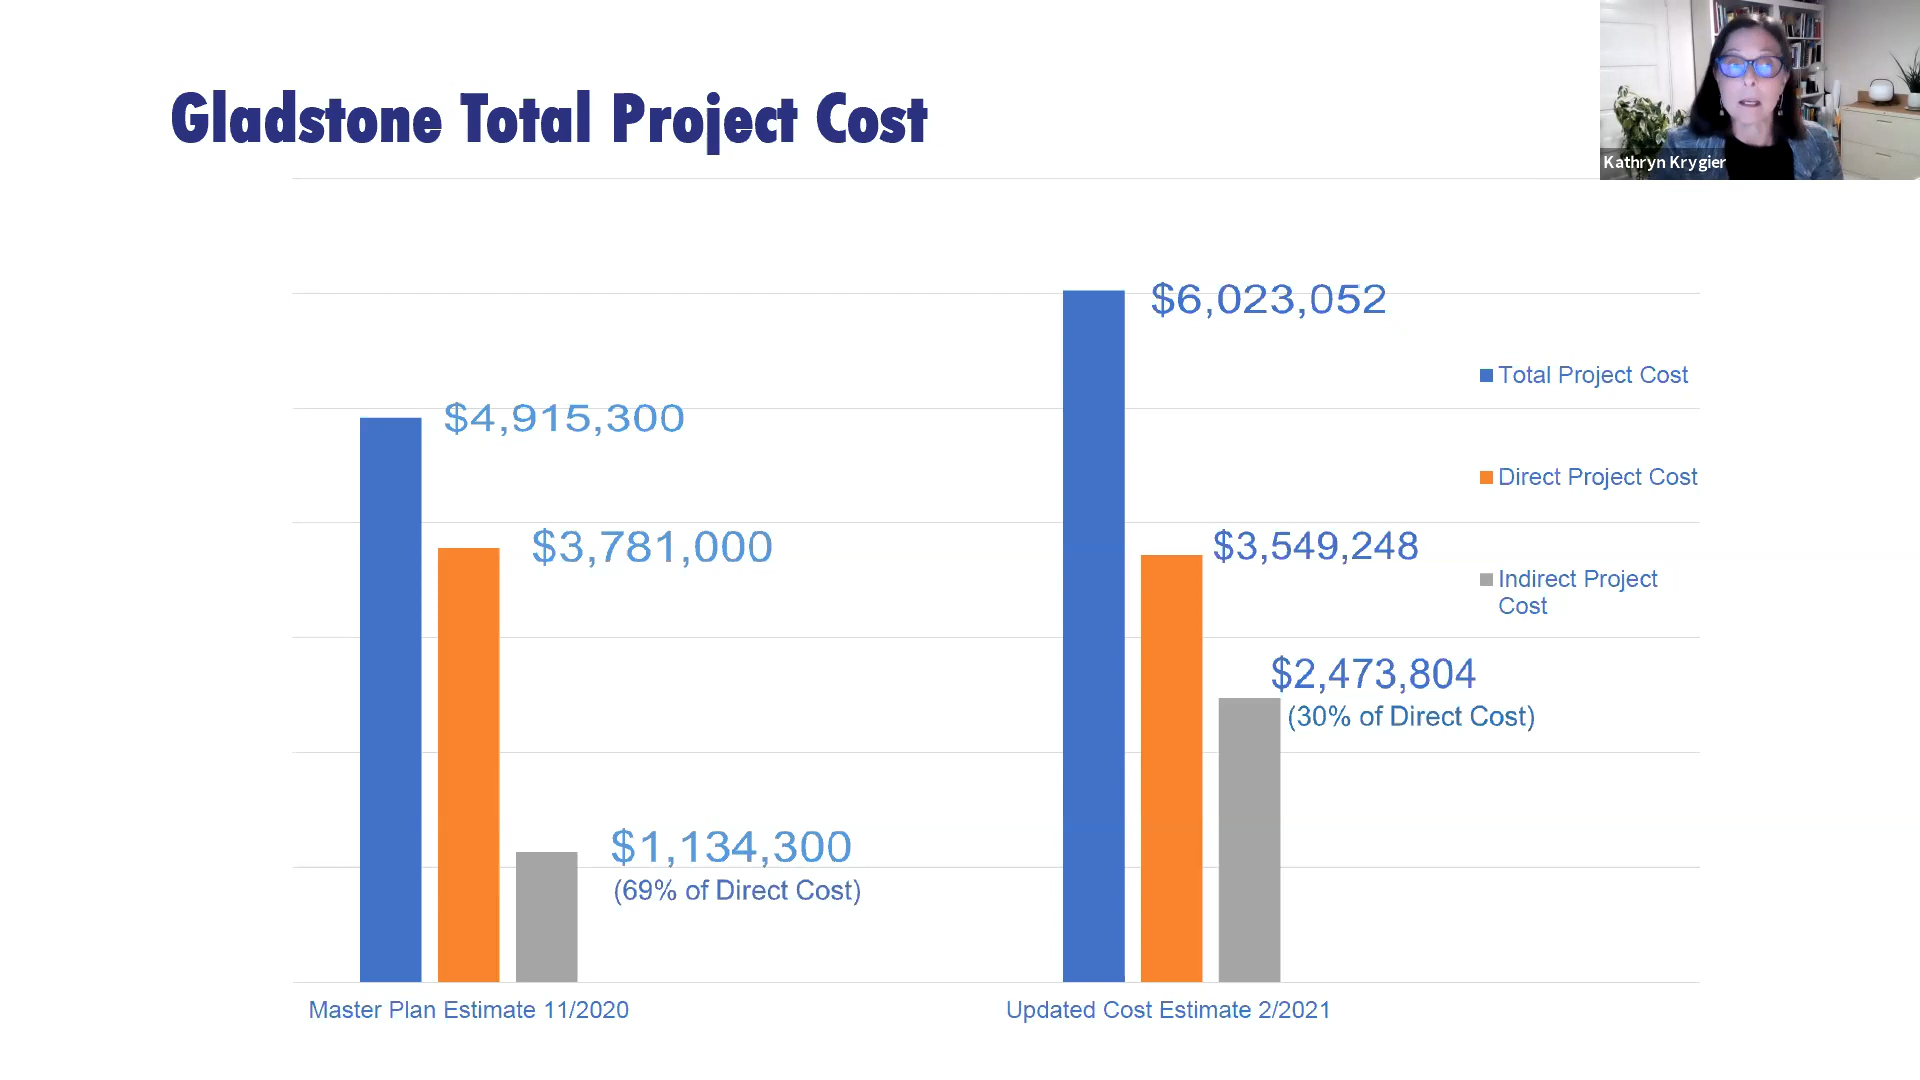 Gladstone Total Project Cost
Kathryn Krygier
$6,023,052
Total Project Cost
$4,915,300
Direct Project Cost
$3,781,000
$3,549,248
Indirect Project
Cost
$2,473,804
(30% of Direct Cost)
$1,134,300
(69% of Direct Cost)
Master Plan Estimate 11/2020
Updated Cost Estimate 2/2021